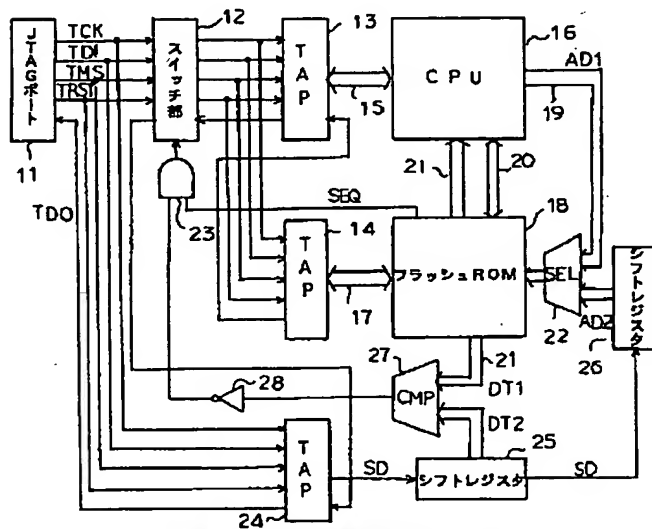 12
13
16
JTAGポート
TCK
TDI
TMS
TRST
11
スイッチ部
TAP
15
CPU
AD1
19
TDO
23
SEQ
21
20
18
14
TAP
17
フラッシュROM
SEL
22
AD2
シフトレジスタ
26
27
21
28
CMP
DT1
DT2
25
TAP
24
SD
シフトレジスタ
SD